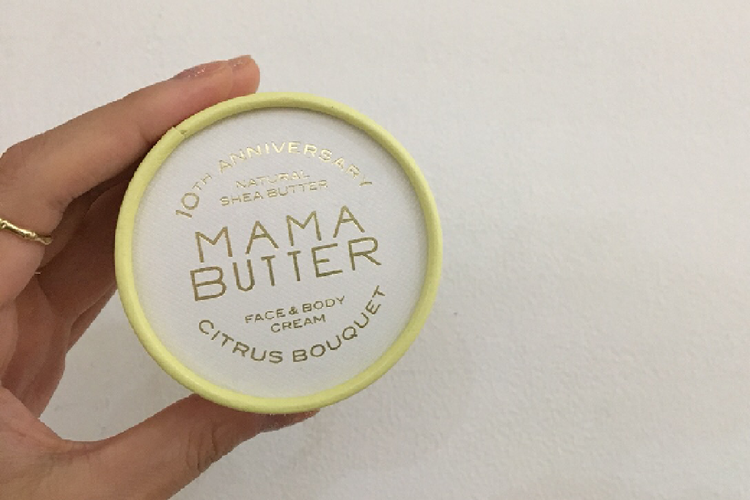 10TH ANNIVERSARY
NATURAL
SHEA BUTTER
MAMA
BUTTER
FACE & BODY
CREAM
CITRUS BOUQUET